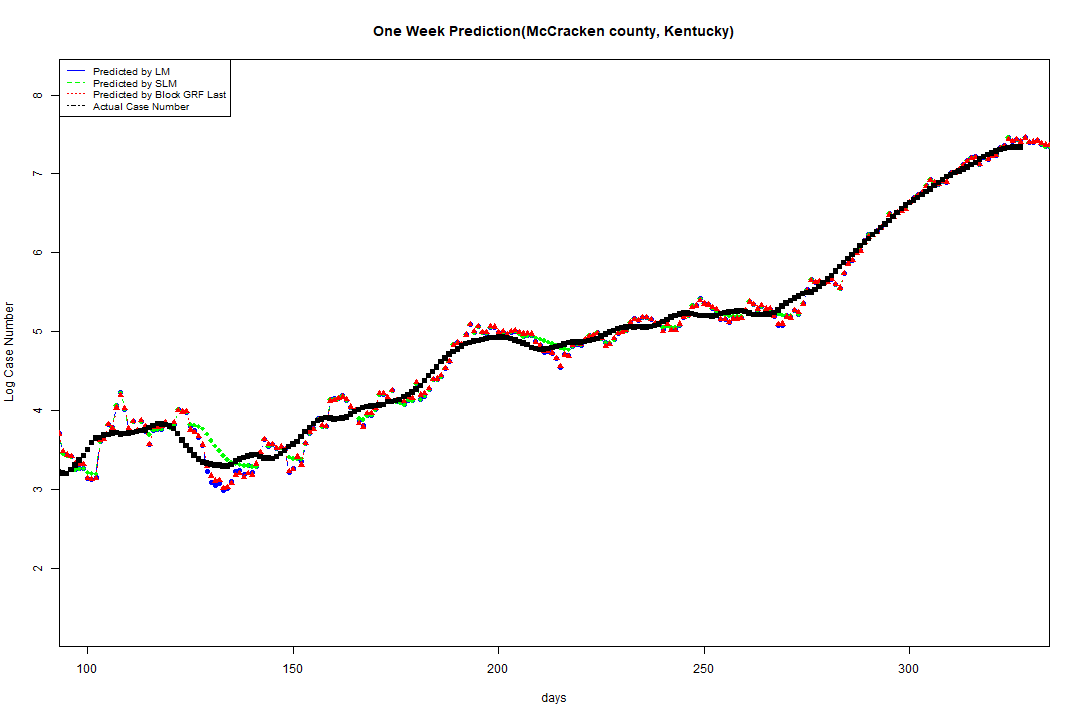 One Week Prediction(McCracken county, Kentucky)
Predicted by LM
Predicted by SLM
Predicted by Block GRF Last
Actual Case Number
8
7
6
5
4
3
2
Log Case Number
100 150 200 250 300
days